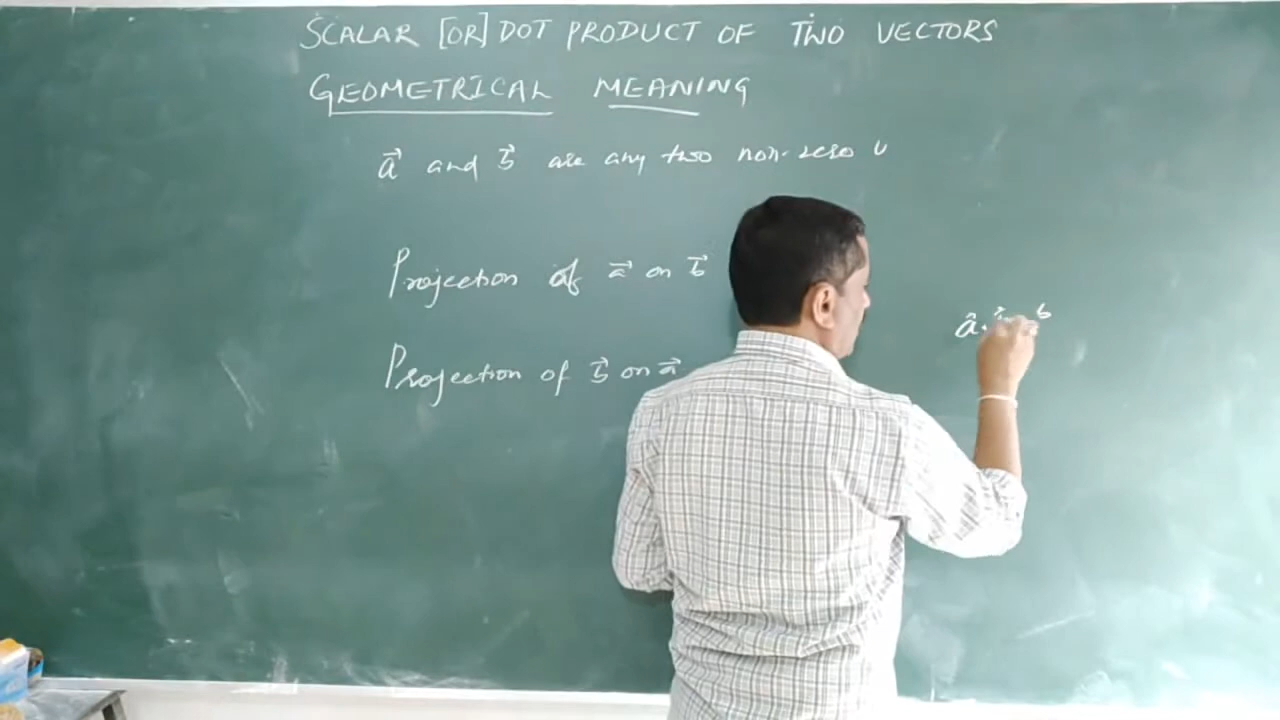 SCALAR [OR] DOT PRODUCT OF TWO VECTORS
GEOMETRICAL MEANING
a⃗ and b⃗ are any two non-zero
Projection of a⃗ on b⃗
Projection of b⃗ on a⃗
â. b